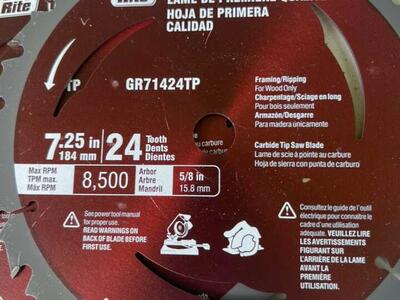 Rite
Rite
LAME DE PREMIÈRE
HOJA DE PRIMERA
CALIDAD
TP
GR71424TP
Framing/Ripping
For Wood Only
Charpentage/Sciage en long
Pour bois seulement
Armazón/Desgarre
Para madera únicamente
7.25 in
184 mm
24
Tooth
Dents
Dientes
Carbide Tip Saw Blade
Lame de scie à pointe au carbure
Hoja de sierra con punta de carburo
Max RPM
TPM max.
Máx RPM
8,500
Arbor
Arbre
Mandril
5/8 in
15.8 mm
See power tool manual
for proper use.
READ WARNINGS ON
BACK OF BLADE BEFORE
FIRST USE.
Consultez le guide de l'outil
électrique pour connaître le
cadre d'une utilisation
adéquate. VEUILLEZ LIRE
LES AVERTISSEMENTS
FIGURANT SUR
L'ARRIÈRE DE LA LAME
AVANT LA